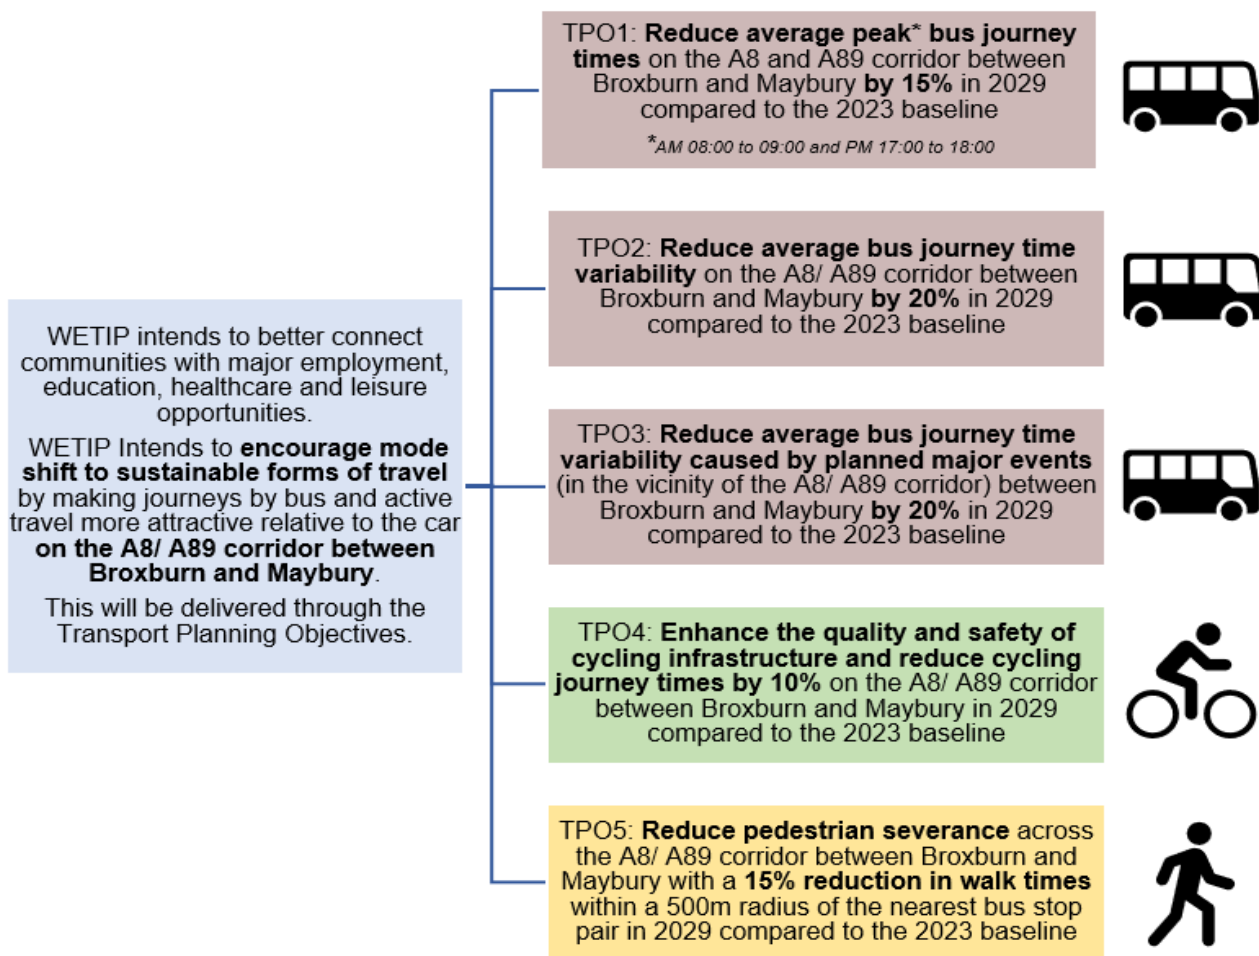 TPO1: Reduce average peak* bus journey
times on the A8 and A89 corridor between
Broxburn and Maybury by 15% in 2029
compared to the 2023 baseline
*AM 08:00 to 09:00 and PM 17:00 to 18:00
TPO2: Reduce average bus journey time
variability on the A8/ A89 corridor between
Broxburn and Maybury by 20% in 2029
compared to the 2023 baseline
WETIP intends to better connect
communities with major employment,
education, healthcare and leisure
opportunities.
WETIP Intends to encourage mode
shift to sustainable forms of travel
by making journeys by bus and active
travel more attractive relative to the car
on the A8/ A89 corridor between
Broxburn and Maybury.
This will be delivered through the
Transport Planning Objectives.
TPO3: Reduce average bus journey time
variability caused by planned major events
(in the vicinity of the A8/ A89 corridor) between
Broxburn and Maybury by 20% in 2029
compared to the 2023 baseline
TPO4: Enhance the quality and safety of
cycling infrastructure and reduce cycling
journey times by 10% on the A8/ A89 corridor
between Broxburn and Maybury in 2029
compared to the 2023 baseline
TPO5: Reduce pedestrian severance across
the A8/ A89 corridor between Broxburn and
Maybury with a 15% reduction in walk times
within a 500m radius of the nearest bus stop
pair in 2029 compared to the 2023 baseline